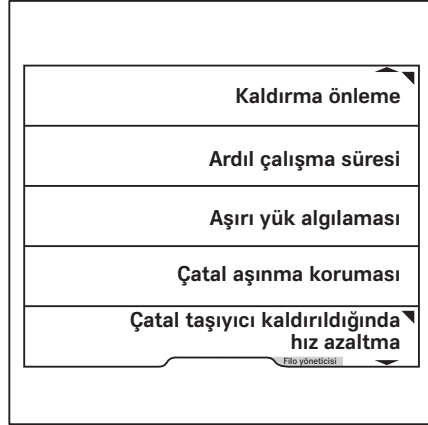 Kaldırma önleme
Ardıl çalışma süresi
Aşırı yük algılaması
Çatal aşınma koruması
Çatal taşıyıcı kaldırıldığında
hız azaltma
Filo yöneticisi